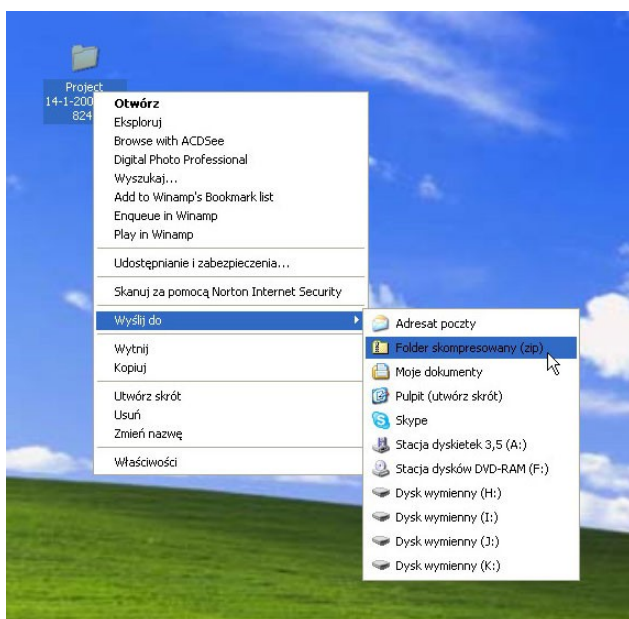 Project
14-1-200
824
Otwórz
Eksploruj
Browse with ACDSee
Digital Photo Professional
Wyszukaj...
Add to Winamp's Bookmark list
Enqueue in Winamp
Play in Winamp
Udostępnianie i zabezpieczenia...
Skanuj za pomocą Norton Internet Security
Wyślij do
Wytnij
Kopiuj
Utwórz skrót
Usuń
Zmień nazwę
Właściwości
Adresat poczty
Folder skompresowany (zip)
Moje dokumenty
Pulpit (utwórz skrót)
Skype
Stacja dyskietek 3,5 (A:)
Stacja dysków DVD-RAM (F:)
Dysk wymienny (H:)
Dysk wymienny (I:)
Dysk wymienny (J:)
Dysk wymienny (K:)